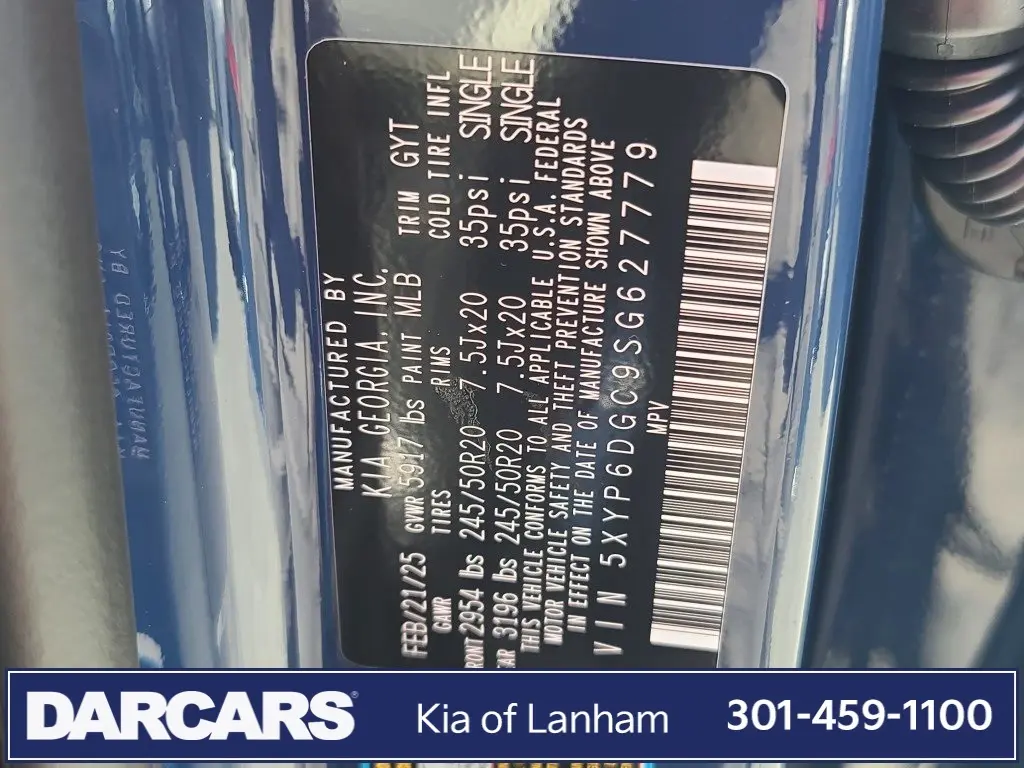 MANUFACTURED BY
KIA GEORGIA, INC.
FEB/21/25 GVWR 5917 lbs PAINT MLB TRIM GYT
GAWR TIRES RIMS COLD TIRE INFL
RONT 2954 lbs 245/50R20 7.5Jx20 35psi SINGLE
EAR 3196 lbs 245/50R20 7.5Jx20 35psi SINGLE
THIS VEHICLE CONFORMS TO ALL APPLICABLE U.S.A. FEDERAL
MOTOR VEHICLE SAFETY AND THEFT PREVENTION STANDARDS
IN EFFECT ON THE DATE OF MANUFACTURE SHOWN ABOVE
VIN 5XYP6DGC9SG627779
MPV
DARCARS® Kia of Lanham 301-459-1100